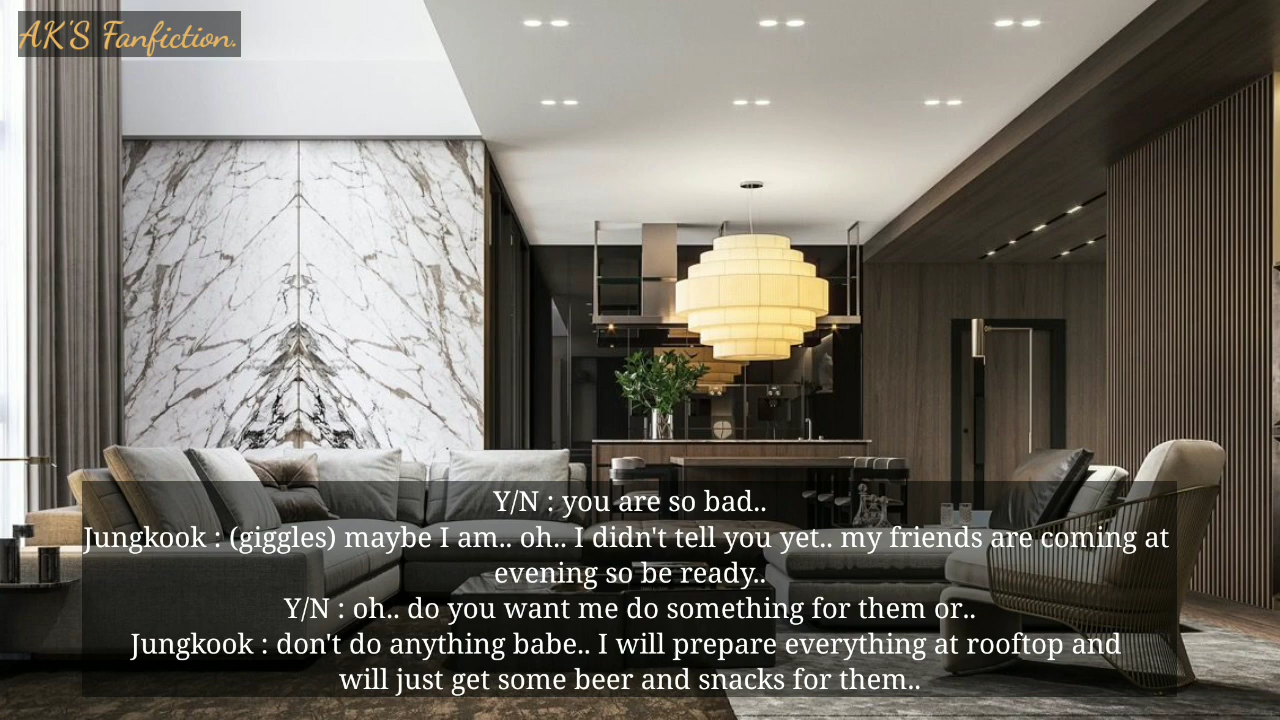 AK'S Fanfiction.
Y/N : you are so bad..
Jungkook : (giggles) maybe I am.. oh.. I didn't tell you yet.. my friends are coming at
evening so be ready..
Y/N : oh.. do you want me do something for them or..
Jungkook : don't do anything babe.. I will prepare everything at rooftop and
will just get some beer and snacks for them..